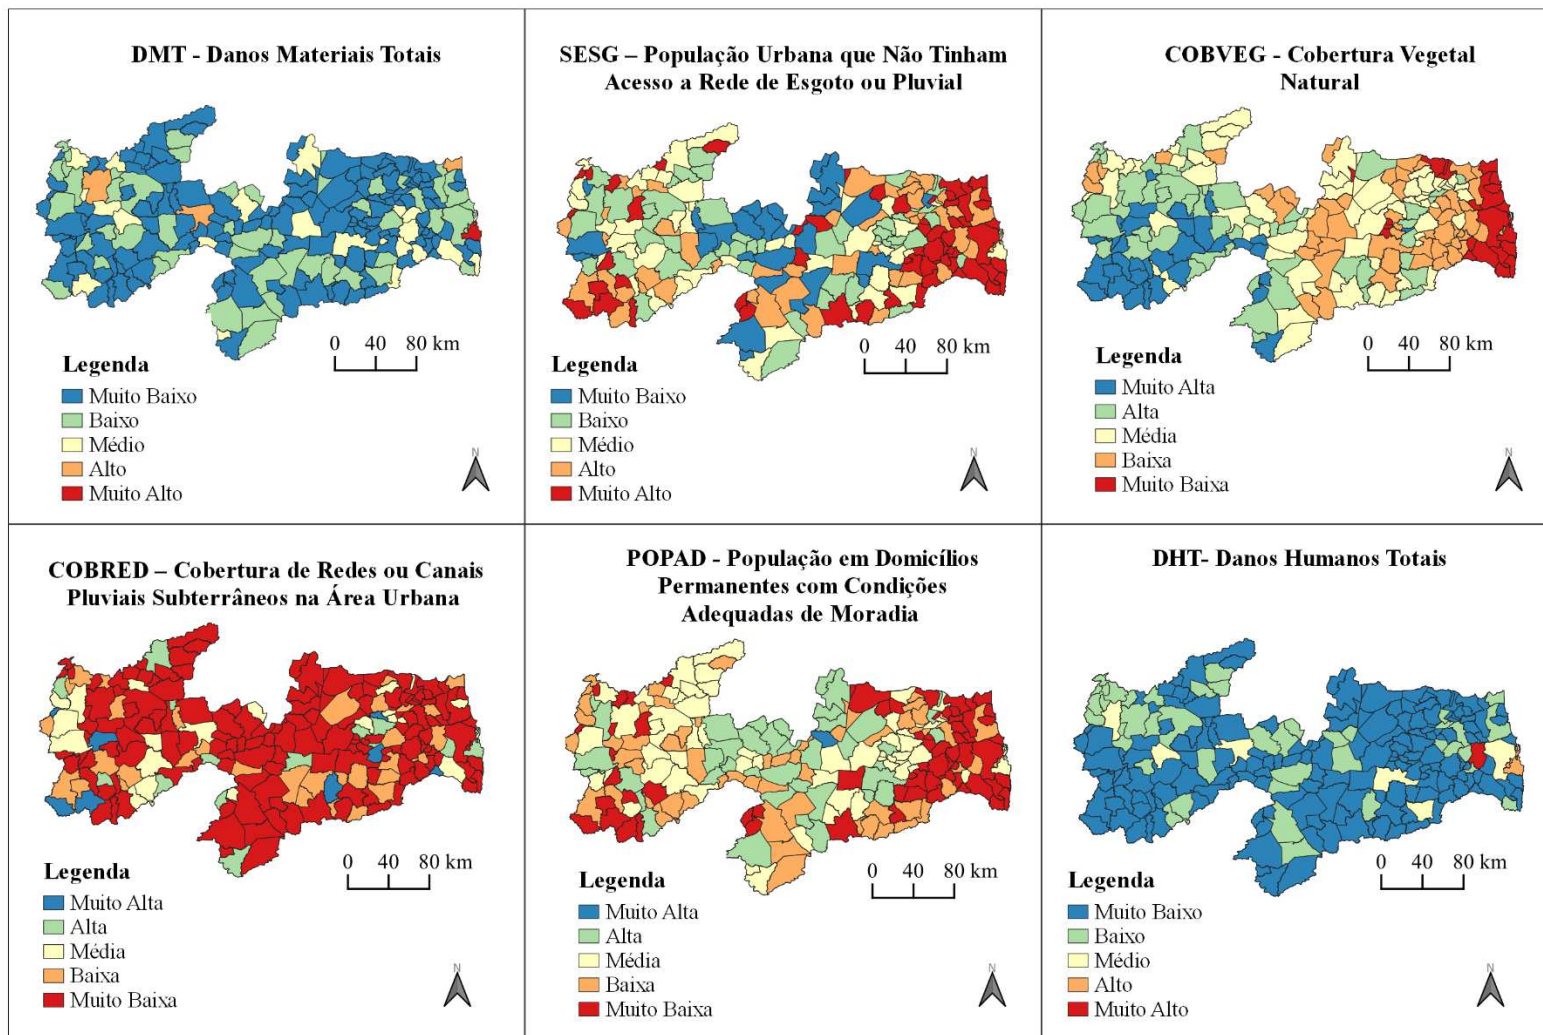 DMT - Danos Materiais Totais
0 40 80 km
Legenda
Muito Baixo
Baixo
Médio
Alto
Muito Alto
N
SESG – População Urbana que Não Tinham
Acesso a Rede de Esgoto ou Pluvial
0 40 80 km
Legenda
Muito Baixo
Baixo
Médio
Alto
Muito Alto
N
COBVEG - Cobertura Vegetal
Natural
0 40 80 km
Legenda
Muito Alta
Alta
Média
Baixa
Muito Baixa
N
COBRED – Cobertura de Redes ou Canais
Pluviais Subterrâneos na Área Urbana
0 40 80 km
Legenda
Muito Alta
Alta
Média
Baixa
Muito Baixa
N
POPAD - População em Domicílios
Permanentes com Condições
Adequadas de Moradia
0 40 80 km
Legenda
Muito Alta
Alta
Média
Baixa
Muito Baixa
N
DHT- Danos Humanos Totais
0 40 80 km
Legenda
Muito Baixo
Baixo
Médio
Alto
Muito Alto
N